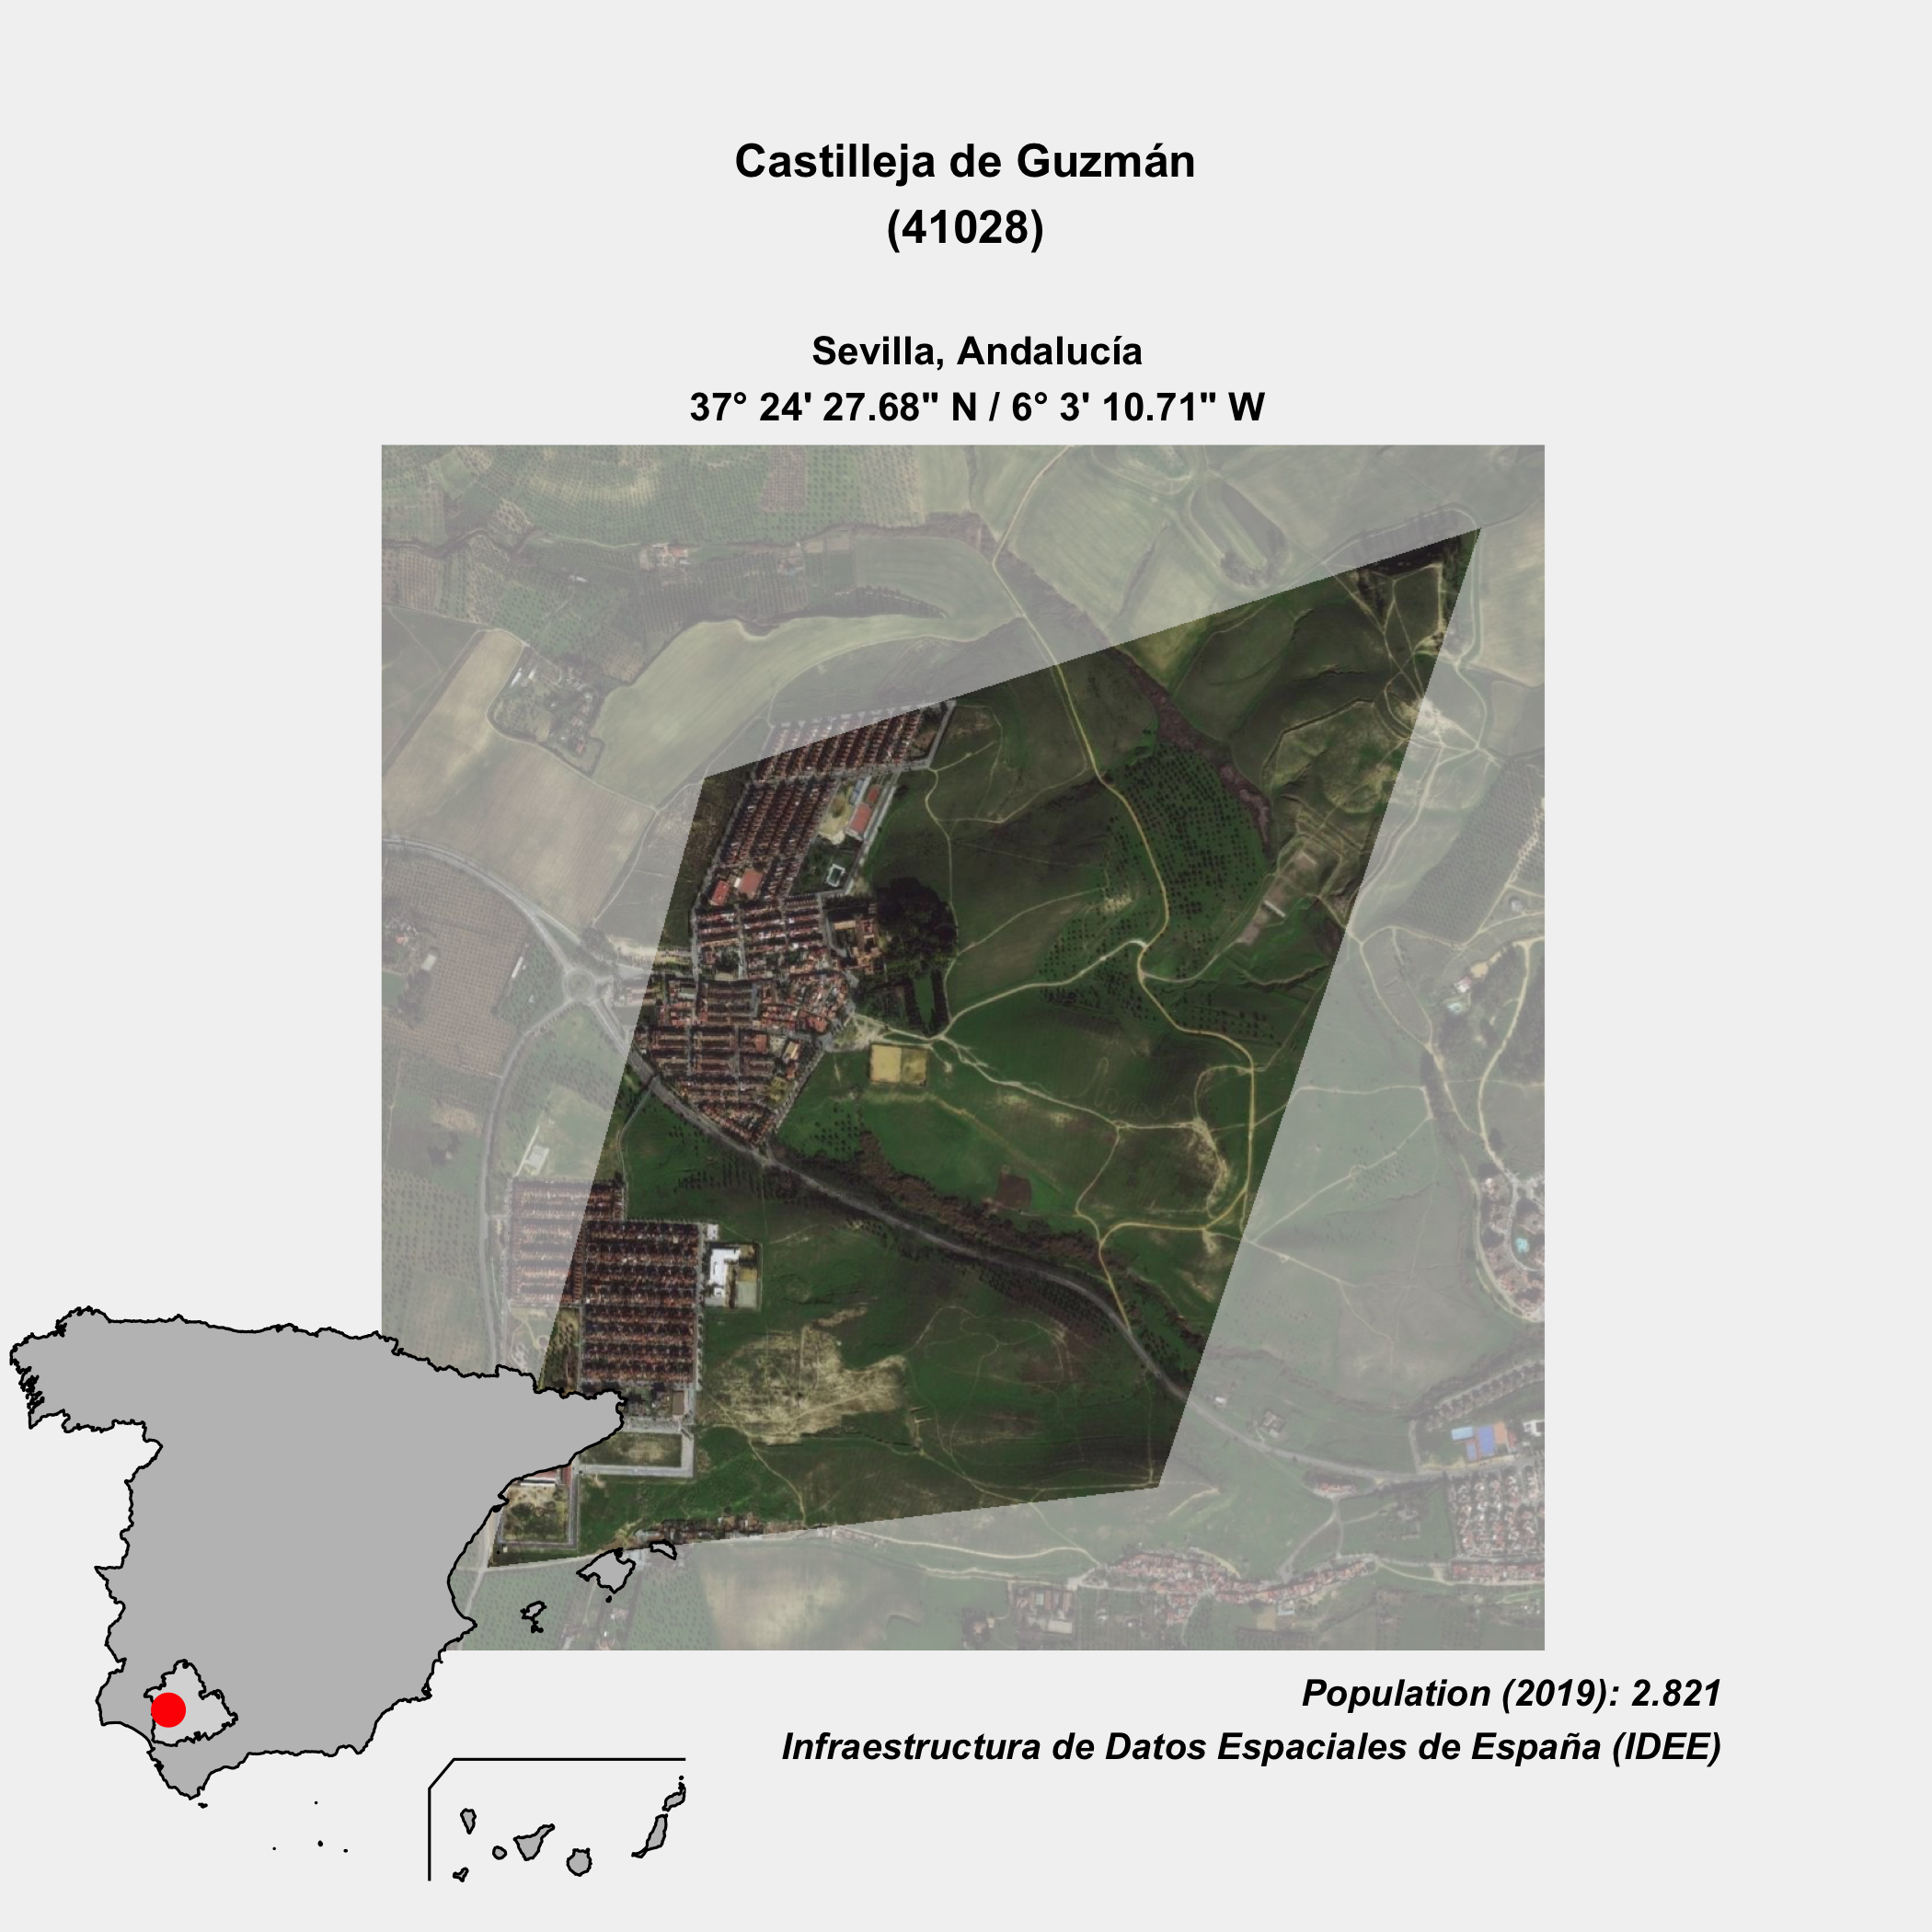 Castilleja de Guzmán
(41028)
Sevilla, Andalucía
37° 24' 27.68" N / 6° 3' 10.71" W
Population (2019): 2.821
Infraestructura de Datos Espaciales de España (IDEE)